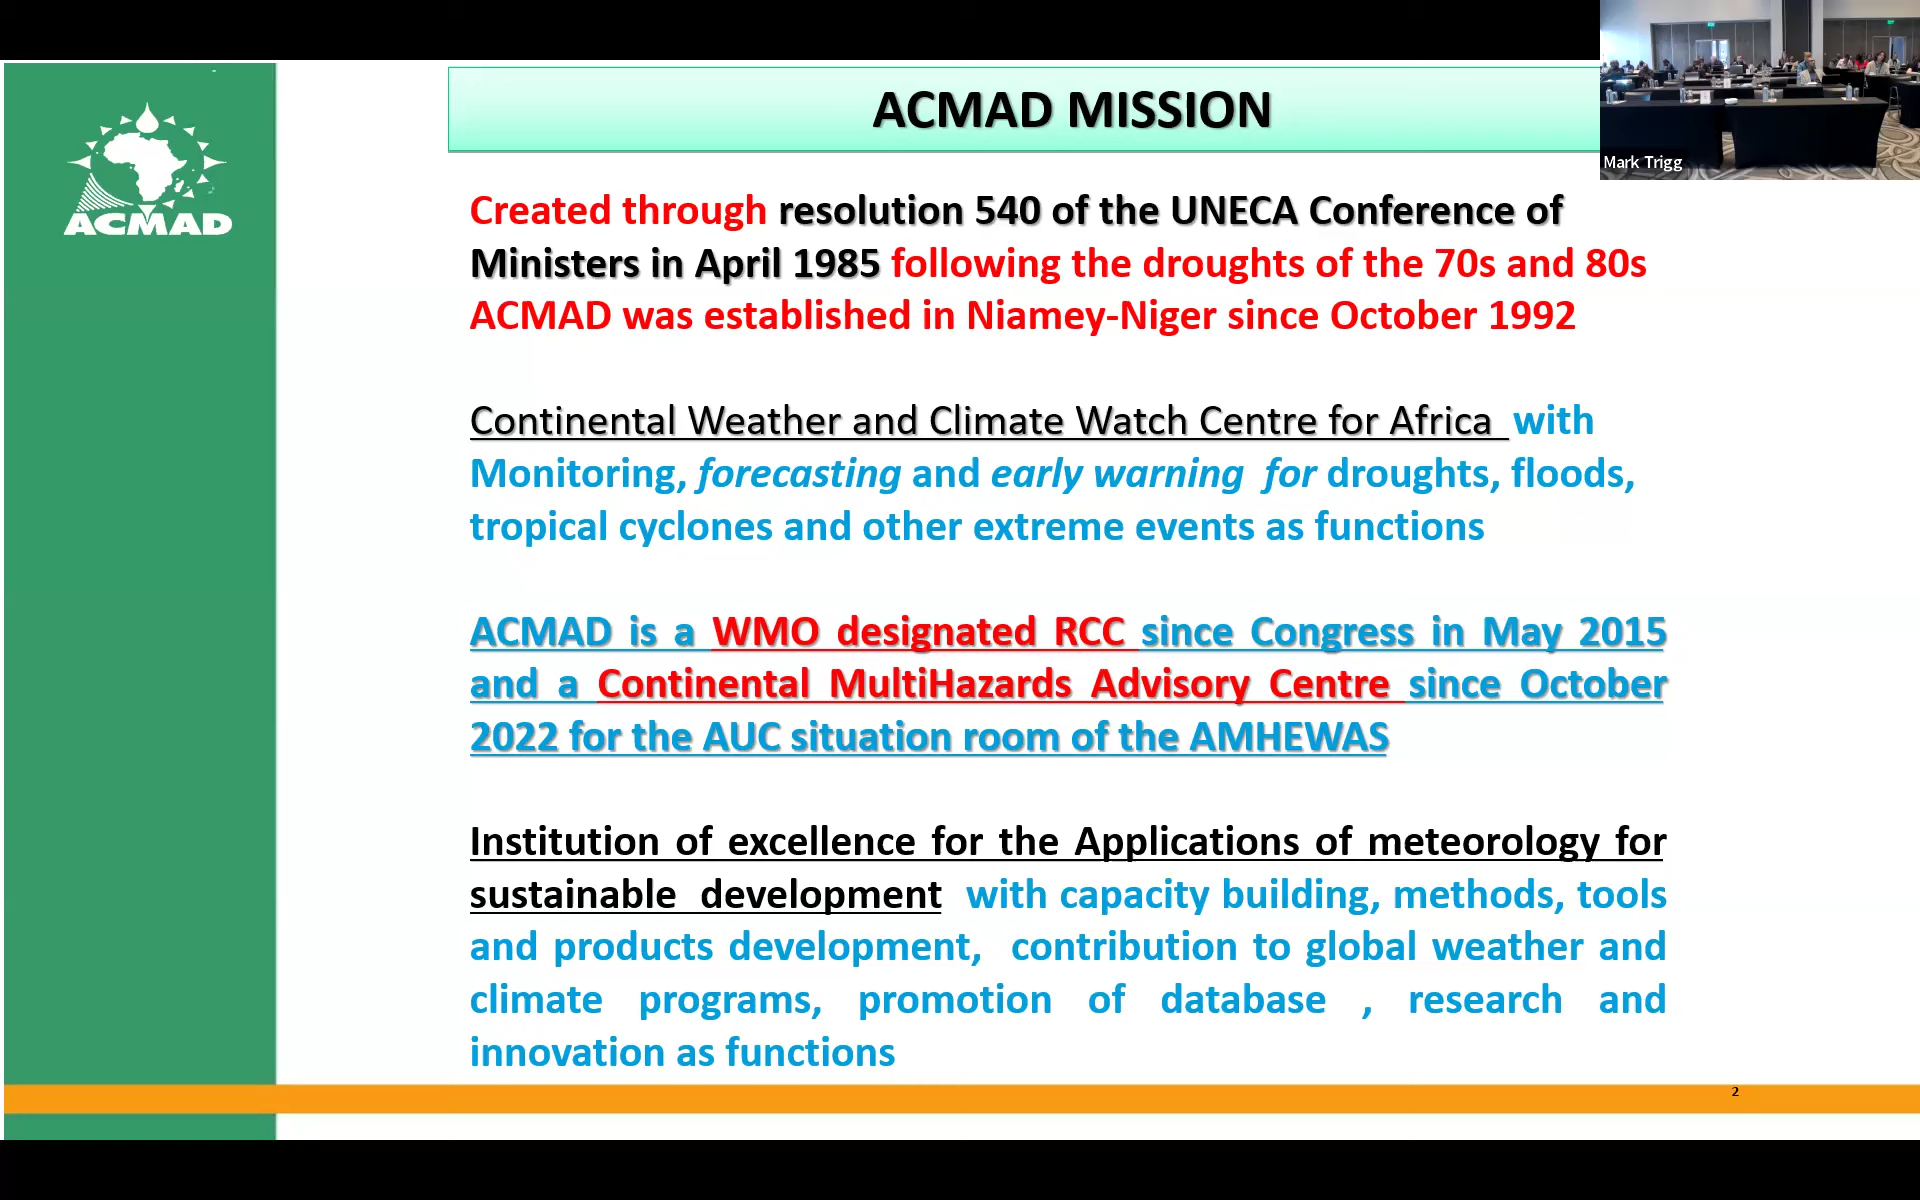 ACMAD MISSION
Mark Trigg
ACMAD
Created through resolution 540 of the UNECA Conference of
Ministers in April 1985 following the droughts of the 70s and 80s
ACMAD was established in Niamey-Niger since October 1992
Continental Weather and Climate Watch Centre for Africa with
Monitoring, forecasting and early warning for droughts, floods,
tropical cyclones and other extreme events as functions
ACMAD is a WMO designated RCC since Congress in May 2015
and a Continental MultiHazards Advisory Centre since October
2022 for the AUC situation room of the AMHEWAS
Institution of excellence for the Applications of meteorology for
sustainable development with capacity building, methods, tools
and products development, contribution to global weather and
climate programs, promotion of database , research and
innovation as functions
2